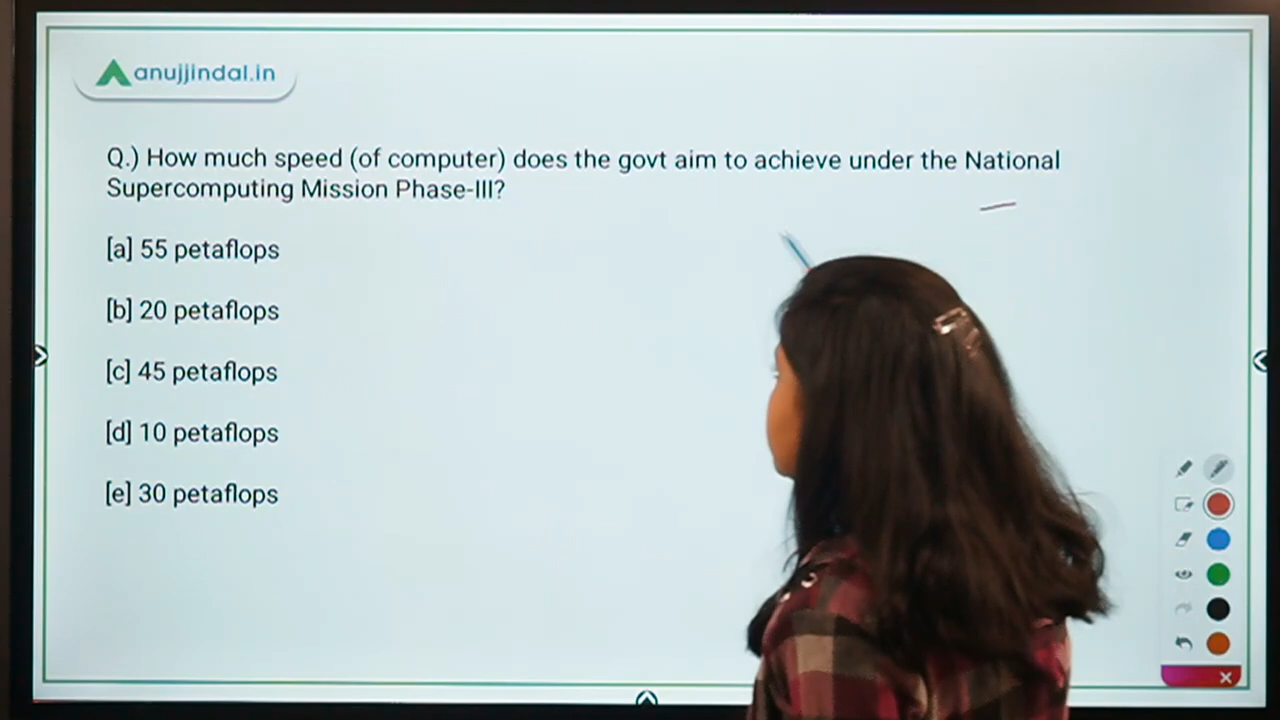 anujjindal.in
Q.) How much speed (of computer) does the govt aim to achieve under the National
Supercomputing Mission Phase-III?
[a] 55 petaflops
[b] 20 petaflops
[c] 45 petaflops
[d] 10 petaflops
[e] 30 petaflops